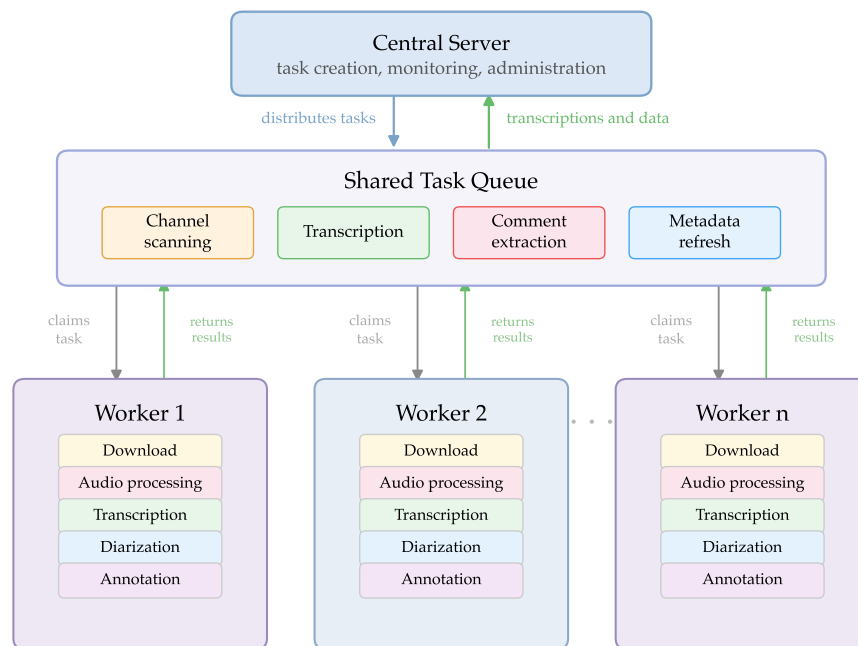 Central Server
task creation, monitoring, administration
distributes tasks
transcriptions and data
Shared Task Queue
Channel
scanning
Transcription
Comment
extraction
Metadata
refresh
claims
task
returns
results
claims
task
returns
results
claims
task
returns
results
Worker 1
Download
Audio processing
Transcription
Diarization
Annotation
Worker 2
Download
Audio processing
Transcription
Diarization
Annotation
. . .
Worker n
Download
Audio processing
Transcription
Diarization
Annotation